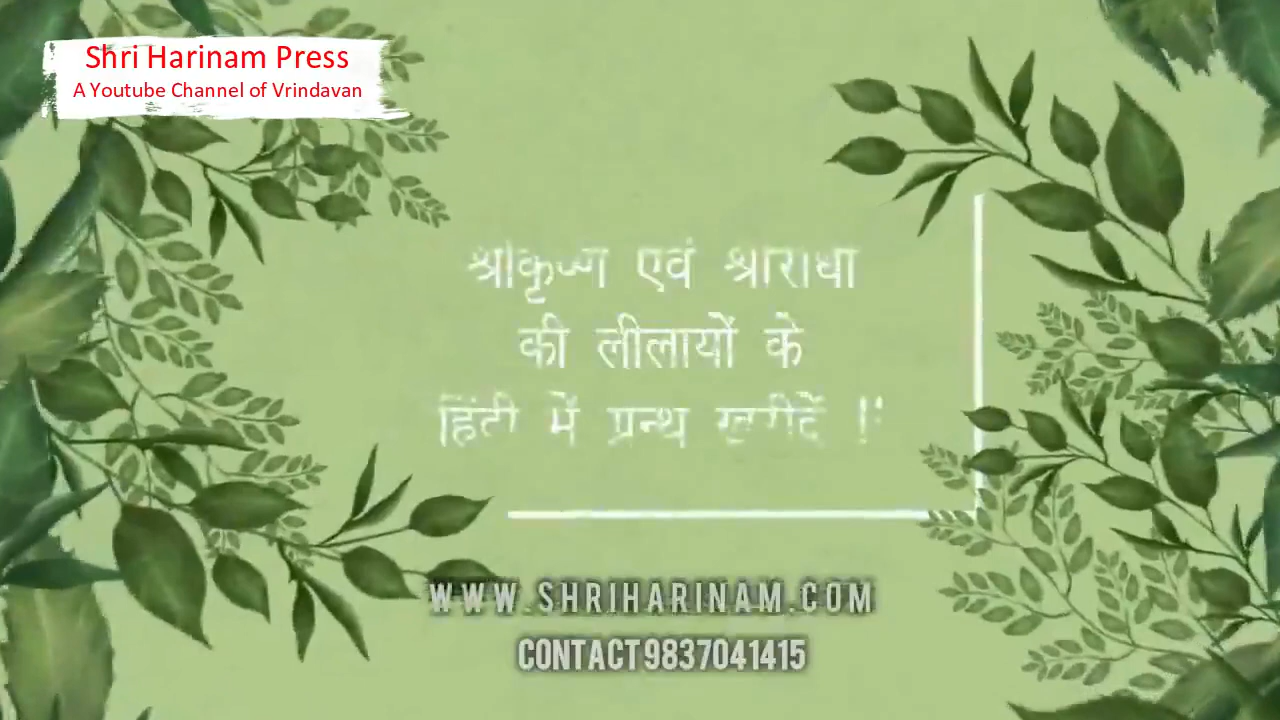 Shri Harinam Press
A Youtube Channel of Vrindavan
श्रीकृष्ण एवं श्रीराधा
की लीलायों के
हिंदी में ग्रन्थ खरीदें !
WWW.SHRIHARINAM.COM
CONTACT 9837041415